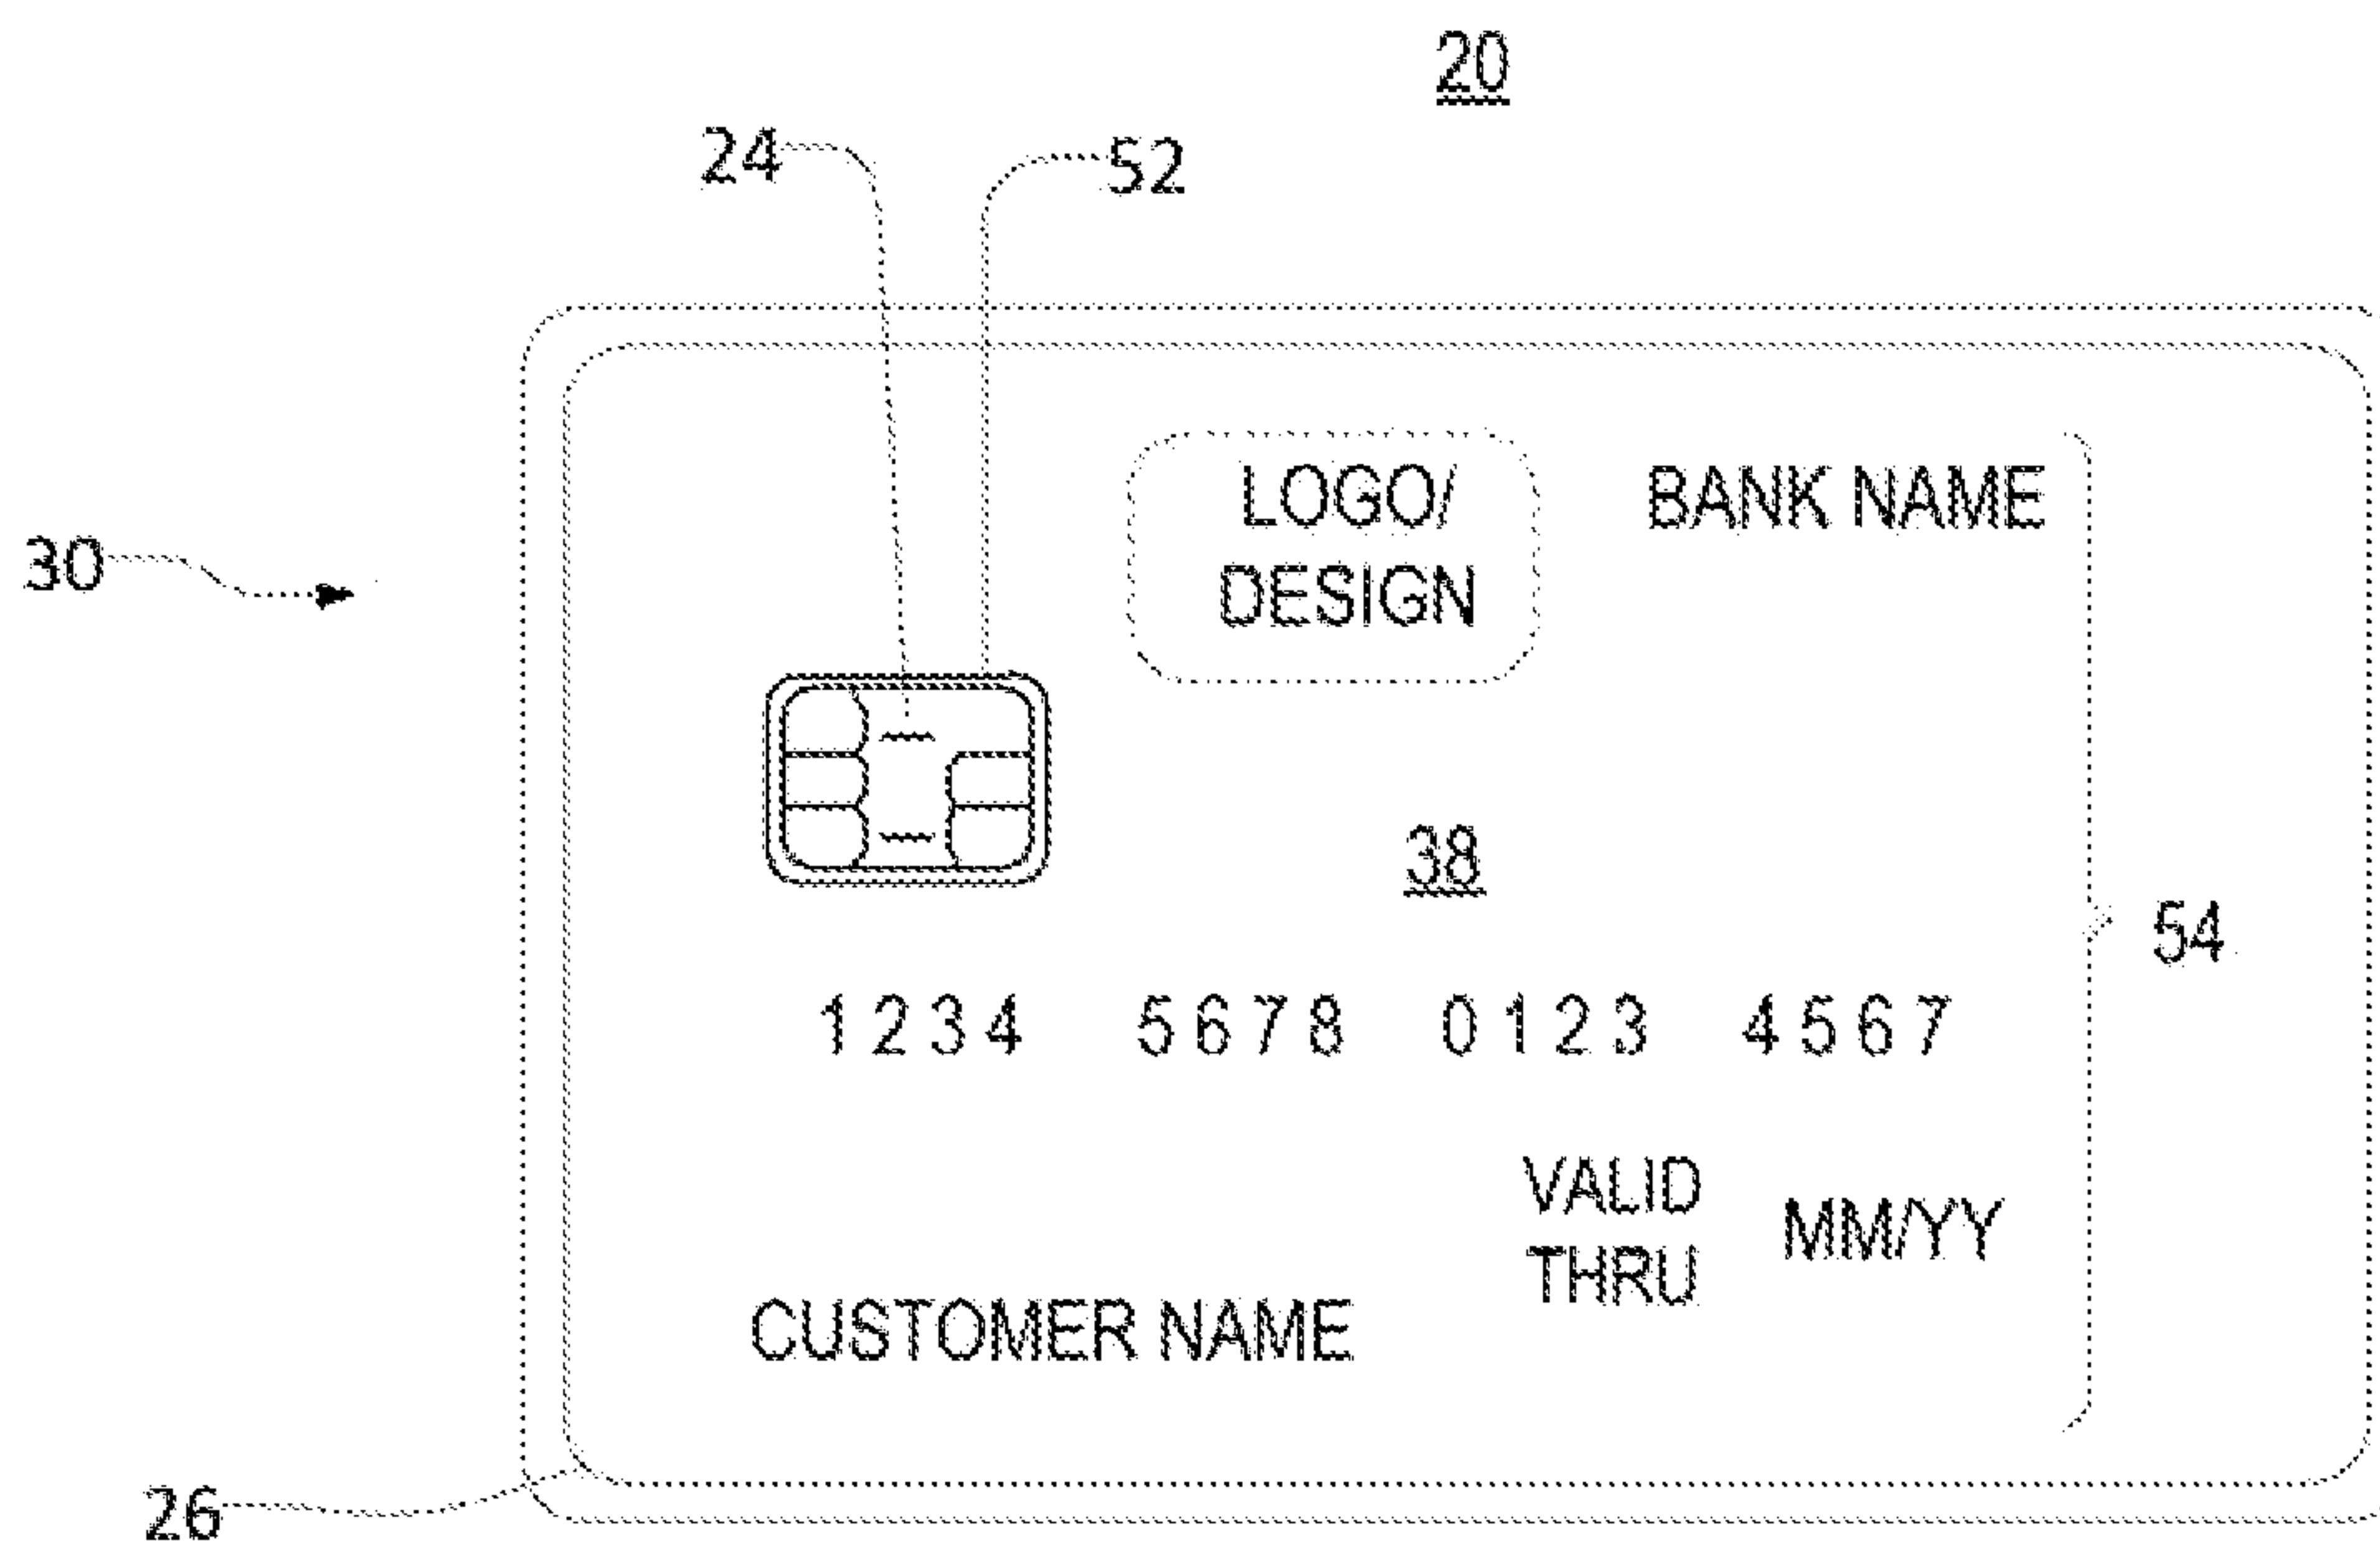 20
24
52
LOGO/
DESIGN
BANK NAME
30
38
54
1234 5678 0123 4567
VALID
THRU
MM/YY
CUSTOMER NAME
26